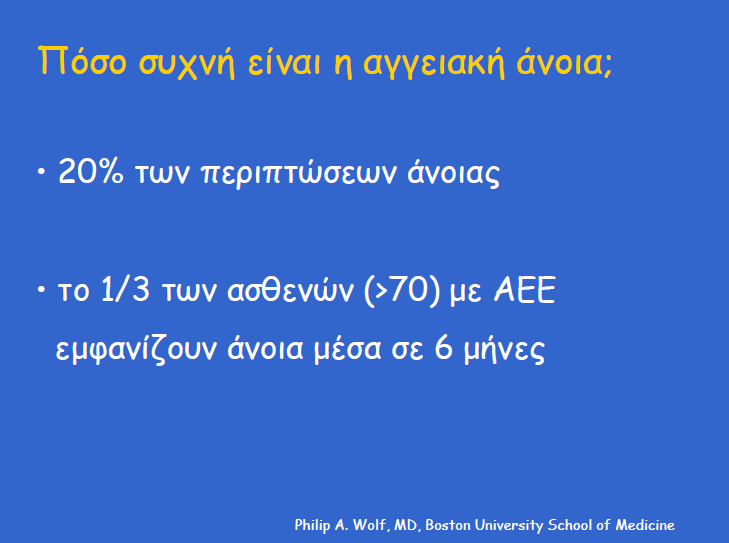 Πόσο συχνή είναι η αγγειακή άνοια;
• 20% των περιπτώσεων άνοιας
• το 1/3 των ασθενών (>70) με ΑΕΕ
εμφανίζουν άνοια μέσα σε 6 μήνες
Philip A. Wolf, MD, Boston University School of Medicine